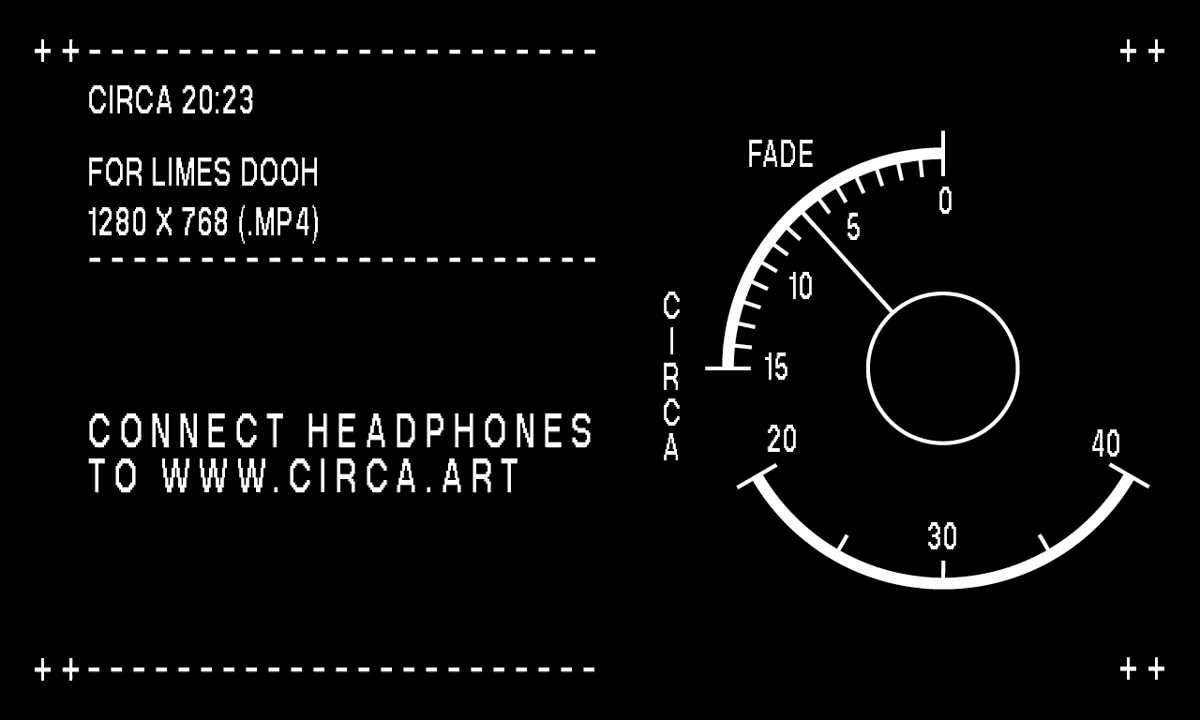 ++-----------------------
++
CIRCA 20:23
FOR LIMES DOOH
1280 X 768 (.MP4)
-----------------------
CONNECT HEADPHONES
TO WWW.CIRCA.ART
FADE
0
5
10
15
CIRCA
20
30
40
++-----------------------
++